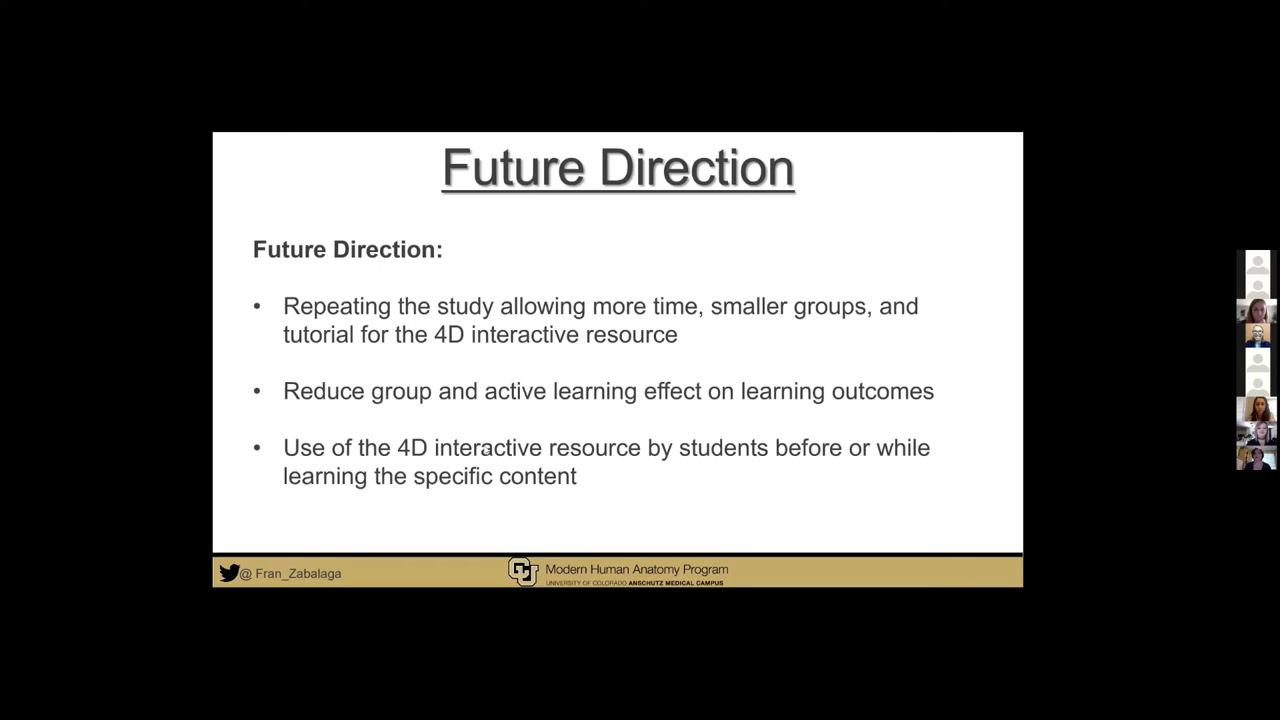 Future Direction
Future Direction:
• Repeating the study allowing more time, smaller groups, and
tutorial for the 4D interactive resource
• Reduce group and active learning effect on learning outcomes
• Use of the 4D interactive resource by students before or while
learning the specific content
@ Fran_Zabalaga
CU
Modern Human Anatomy Program
UNIVERSITY OF COLORADO ANSCHUTZ MEDICAL CAMPUS